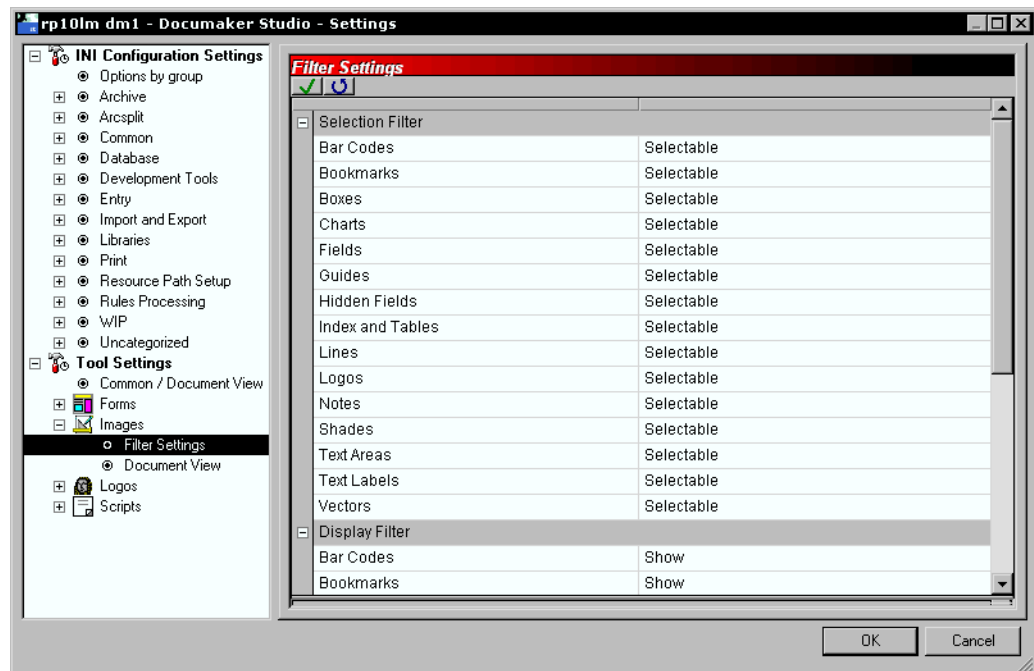 rp10lm dm1 - Documaker Studio - Settings
INI Configuration Settings
Options by group
Archive
Arcsplit
Common
Database
Development Tools
Entry
Import and Export
Libraries
Print
Resource Path Setup
Rules Processing
WIP
Uncategorized
Tool Settings
Common / Document View
Forms
Images
Filter Settings
Document View
Logos
Scripts
Filter Settings
Selection Filter
Bar Codes Selectable
Bookmarks Selectable
Boxes Selectable
Charts Selectable
Fields Selectable
Guides Selectable
Hidden Fields Selectable
Index and Tables Selectable
Lines Selectable
Logos Selectable
Notes Selectable
Shades Selectable
Text Areas Selectable
Text Labels Selectable
Vectors Selectable
Display Filter
Bar Codes Show
Bookmarks Show
OK Cancel